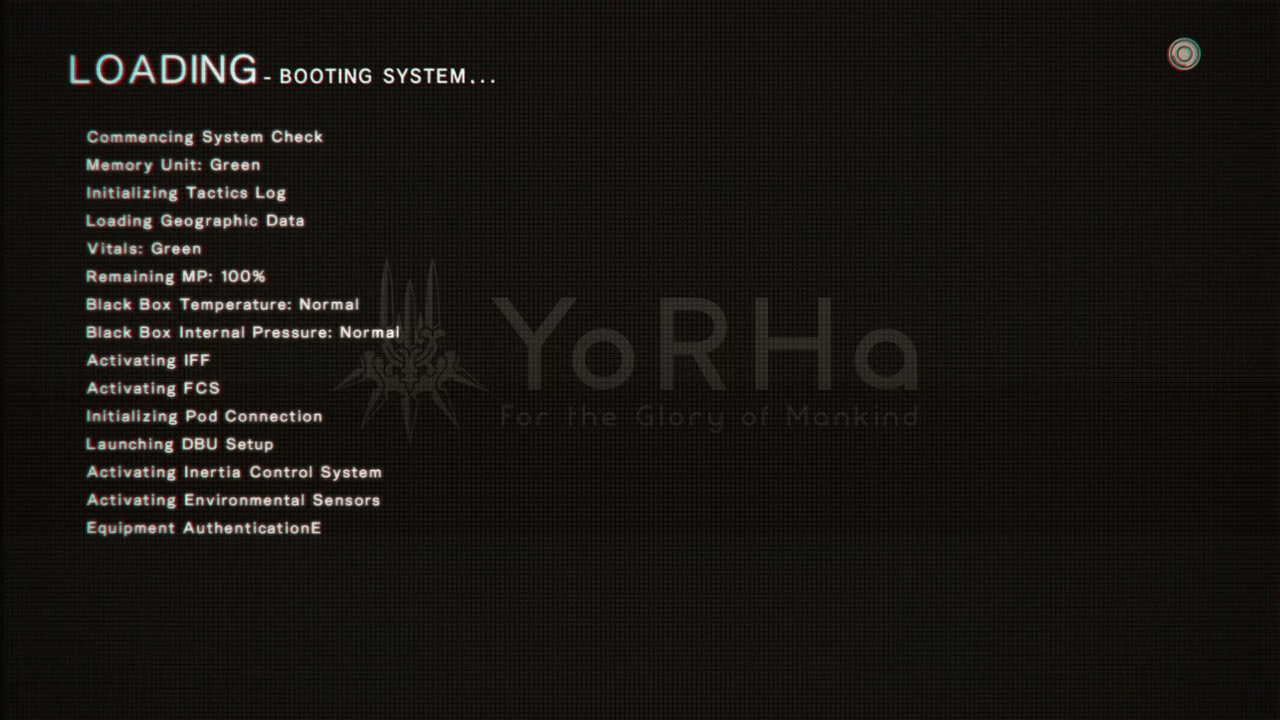 LOADING - BOOTING SYSTEM...
Commencing System Check
Memory Unit: Green
Initializing Tactics Log
Loading Geographic Data
Vitals: Green
Remaining MP: 100%
Black Box Temperature: Normal
Black Box Internal Pressure: Normal
Activating IFF
Activating FCS
Initializing Pod Connection
Launching DBU Setup
Activating Inertia Control System
Activating Environmental Sensors
Equipment AuthenticationE
YoRHa
For the Glory of Mankind